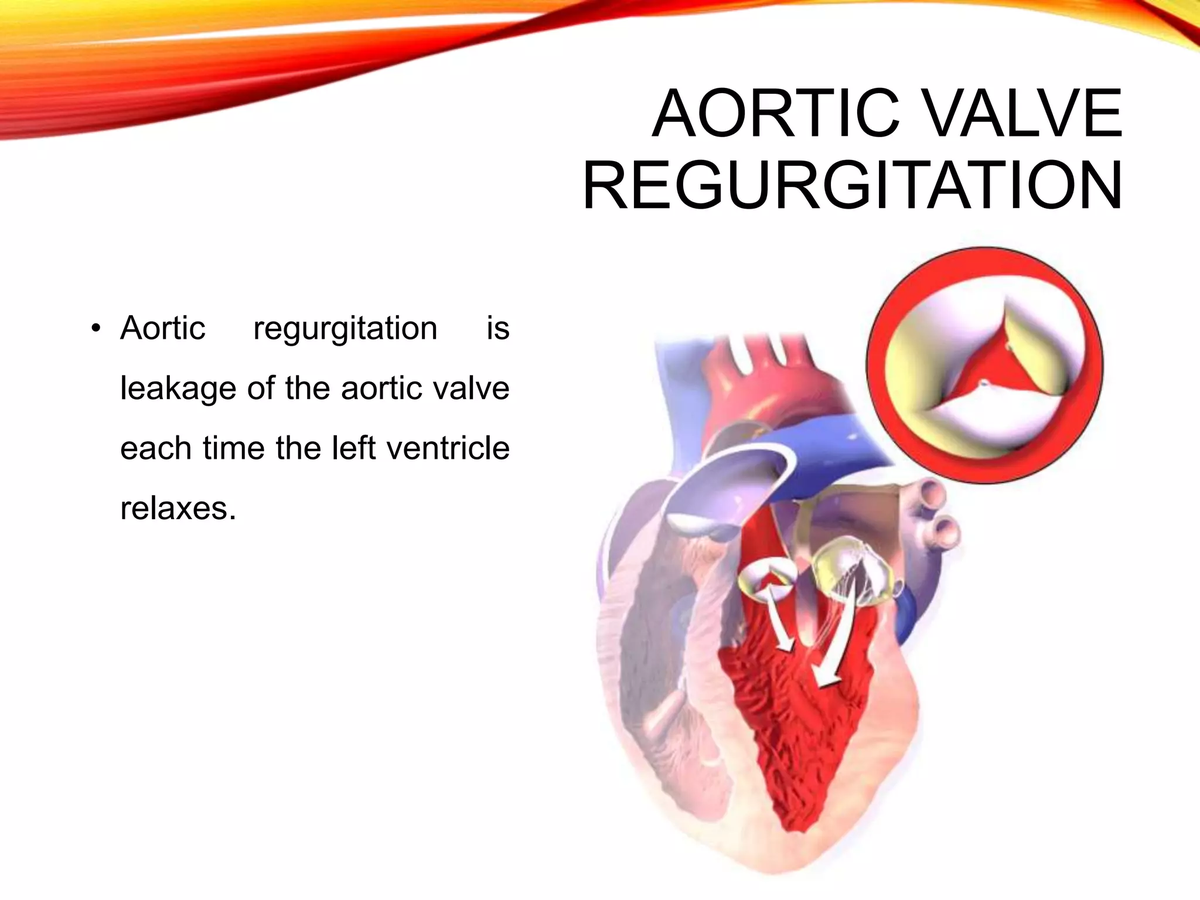 AORTIC VALVE
REGURGITATION
• Aortic regurgitation is
leakage of the aortic valve
each time the left ventricle
relaxes.